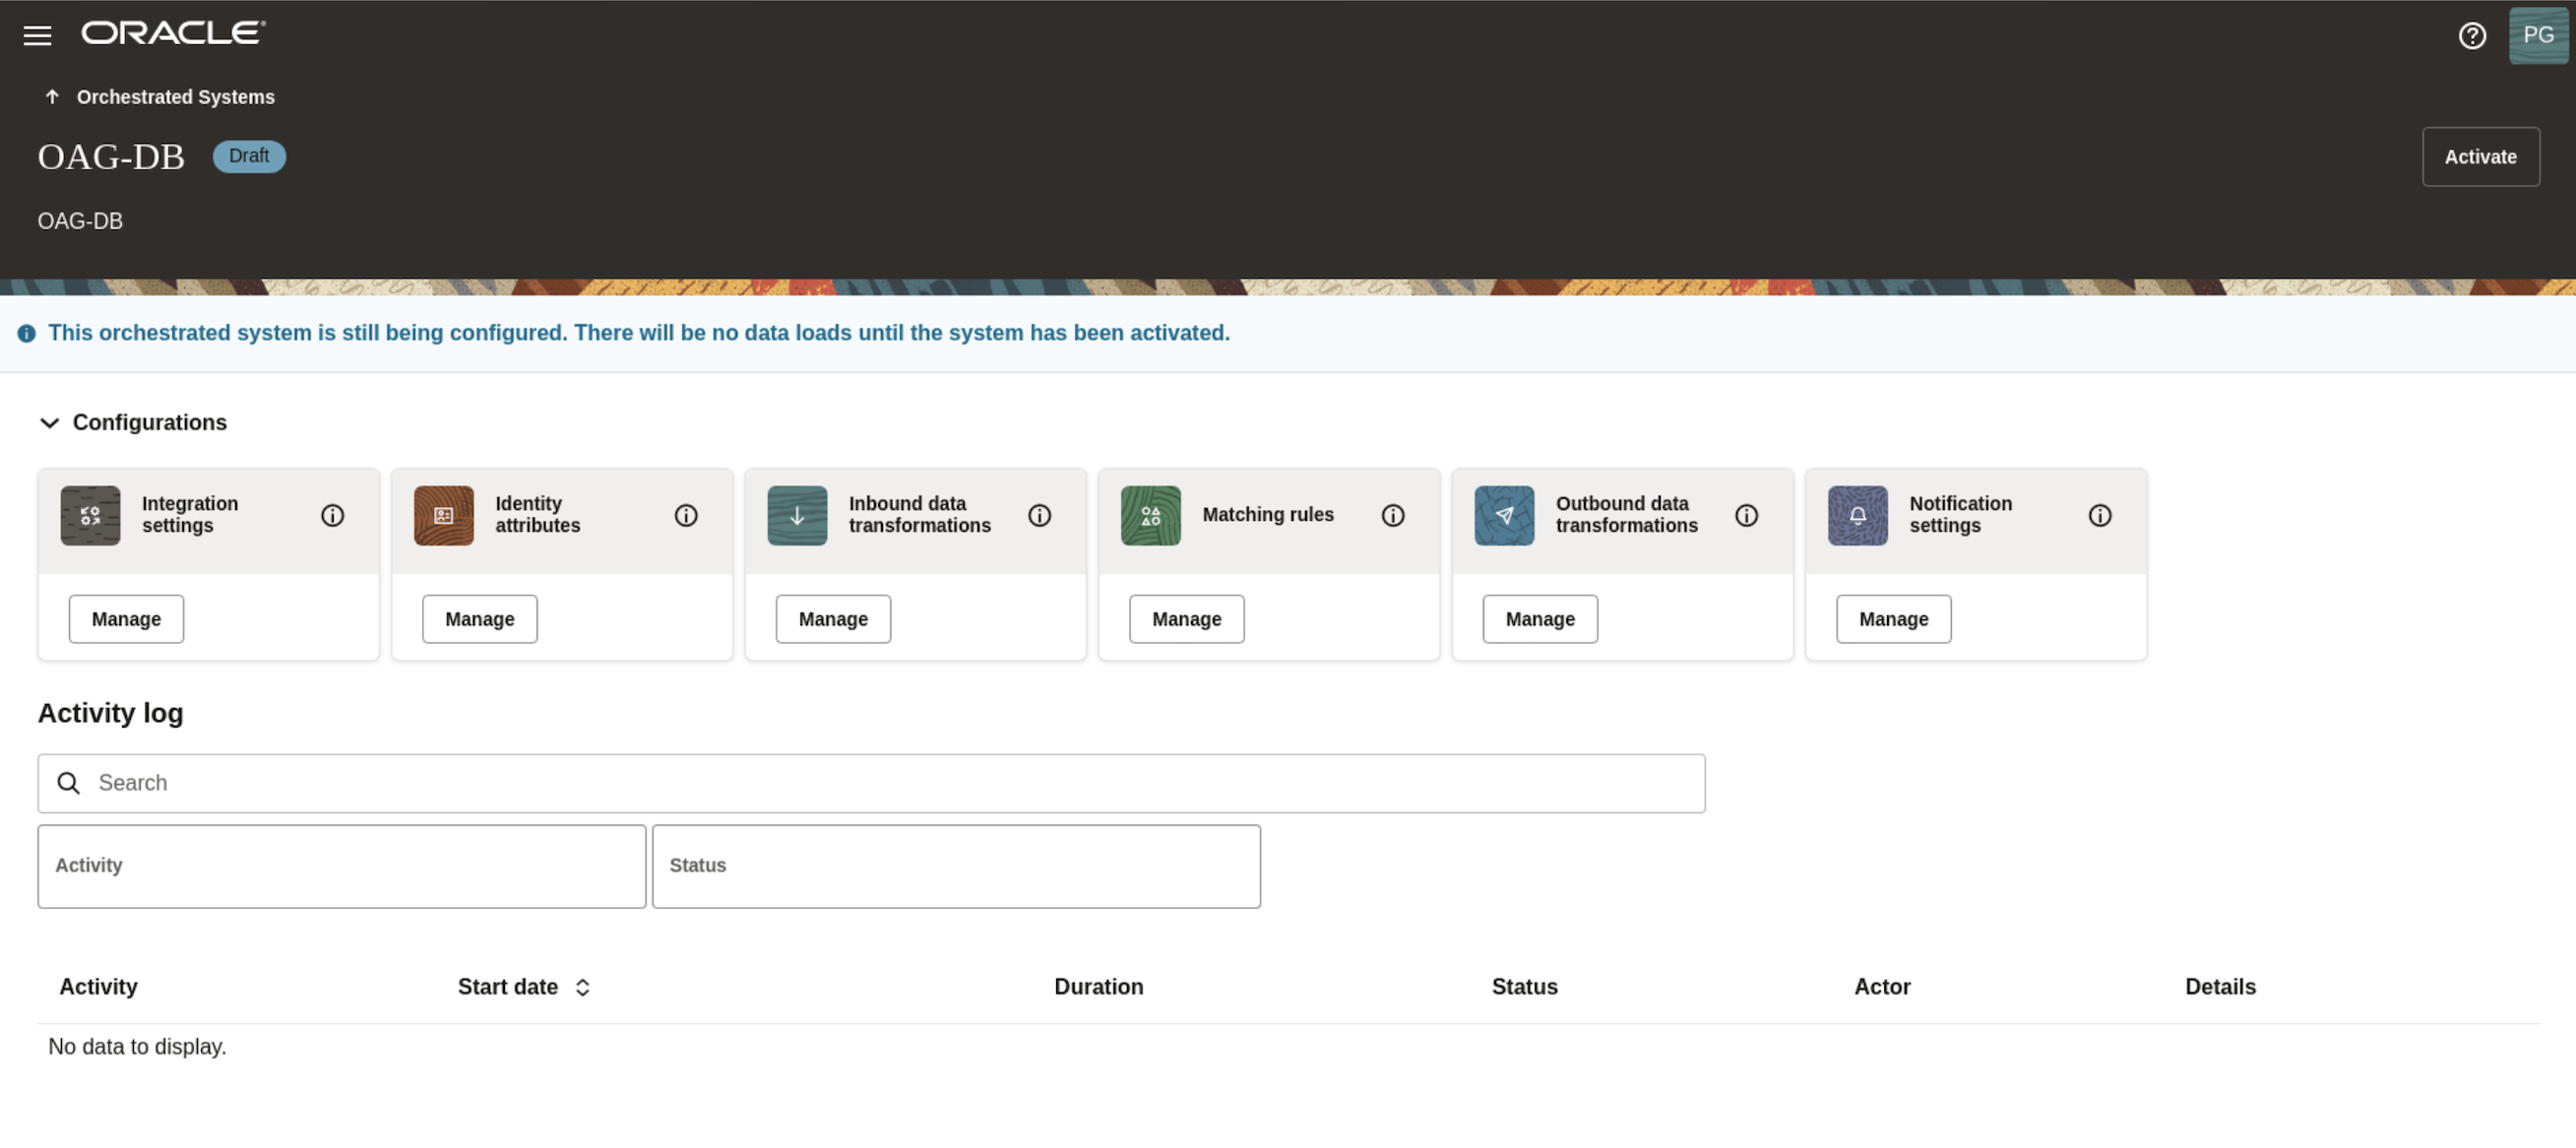 ORACLE
PG
Orchestrated Systems
OAG-DB
Draft
Activate
OAG-DB
This orchestrated system is still being configured. There will be no data loads until the system has been activated.
Configurations
Integration
settings
Identity
attributes
Inbound data
transformations
Matching rules
Outbound data
transformations
Notification
settings
Manage
Manage
Manage
Manage
Manage
Manage
Activity log
Search
Activity
Status
Activity Start date Duration Status Actor Details
No data to display.